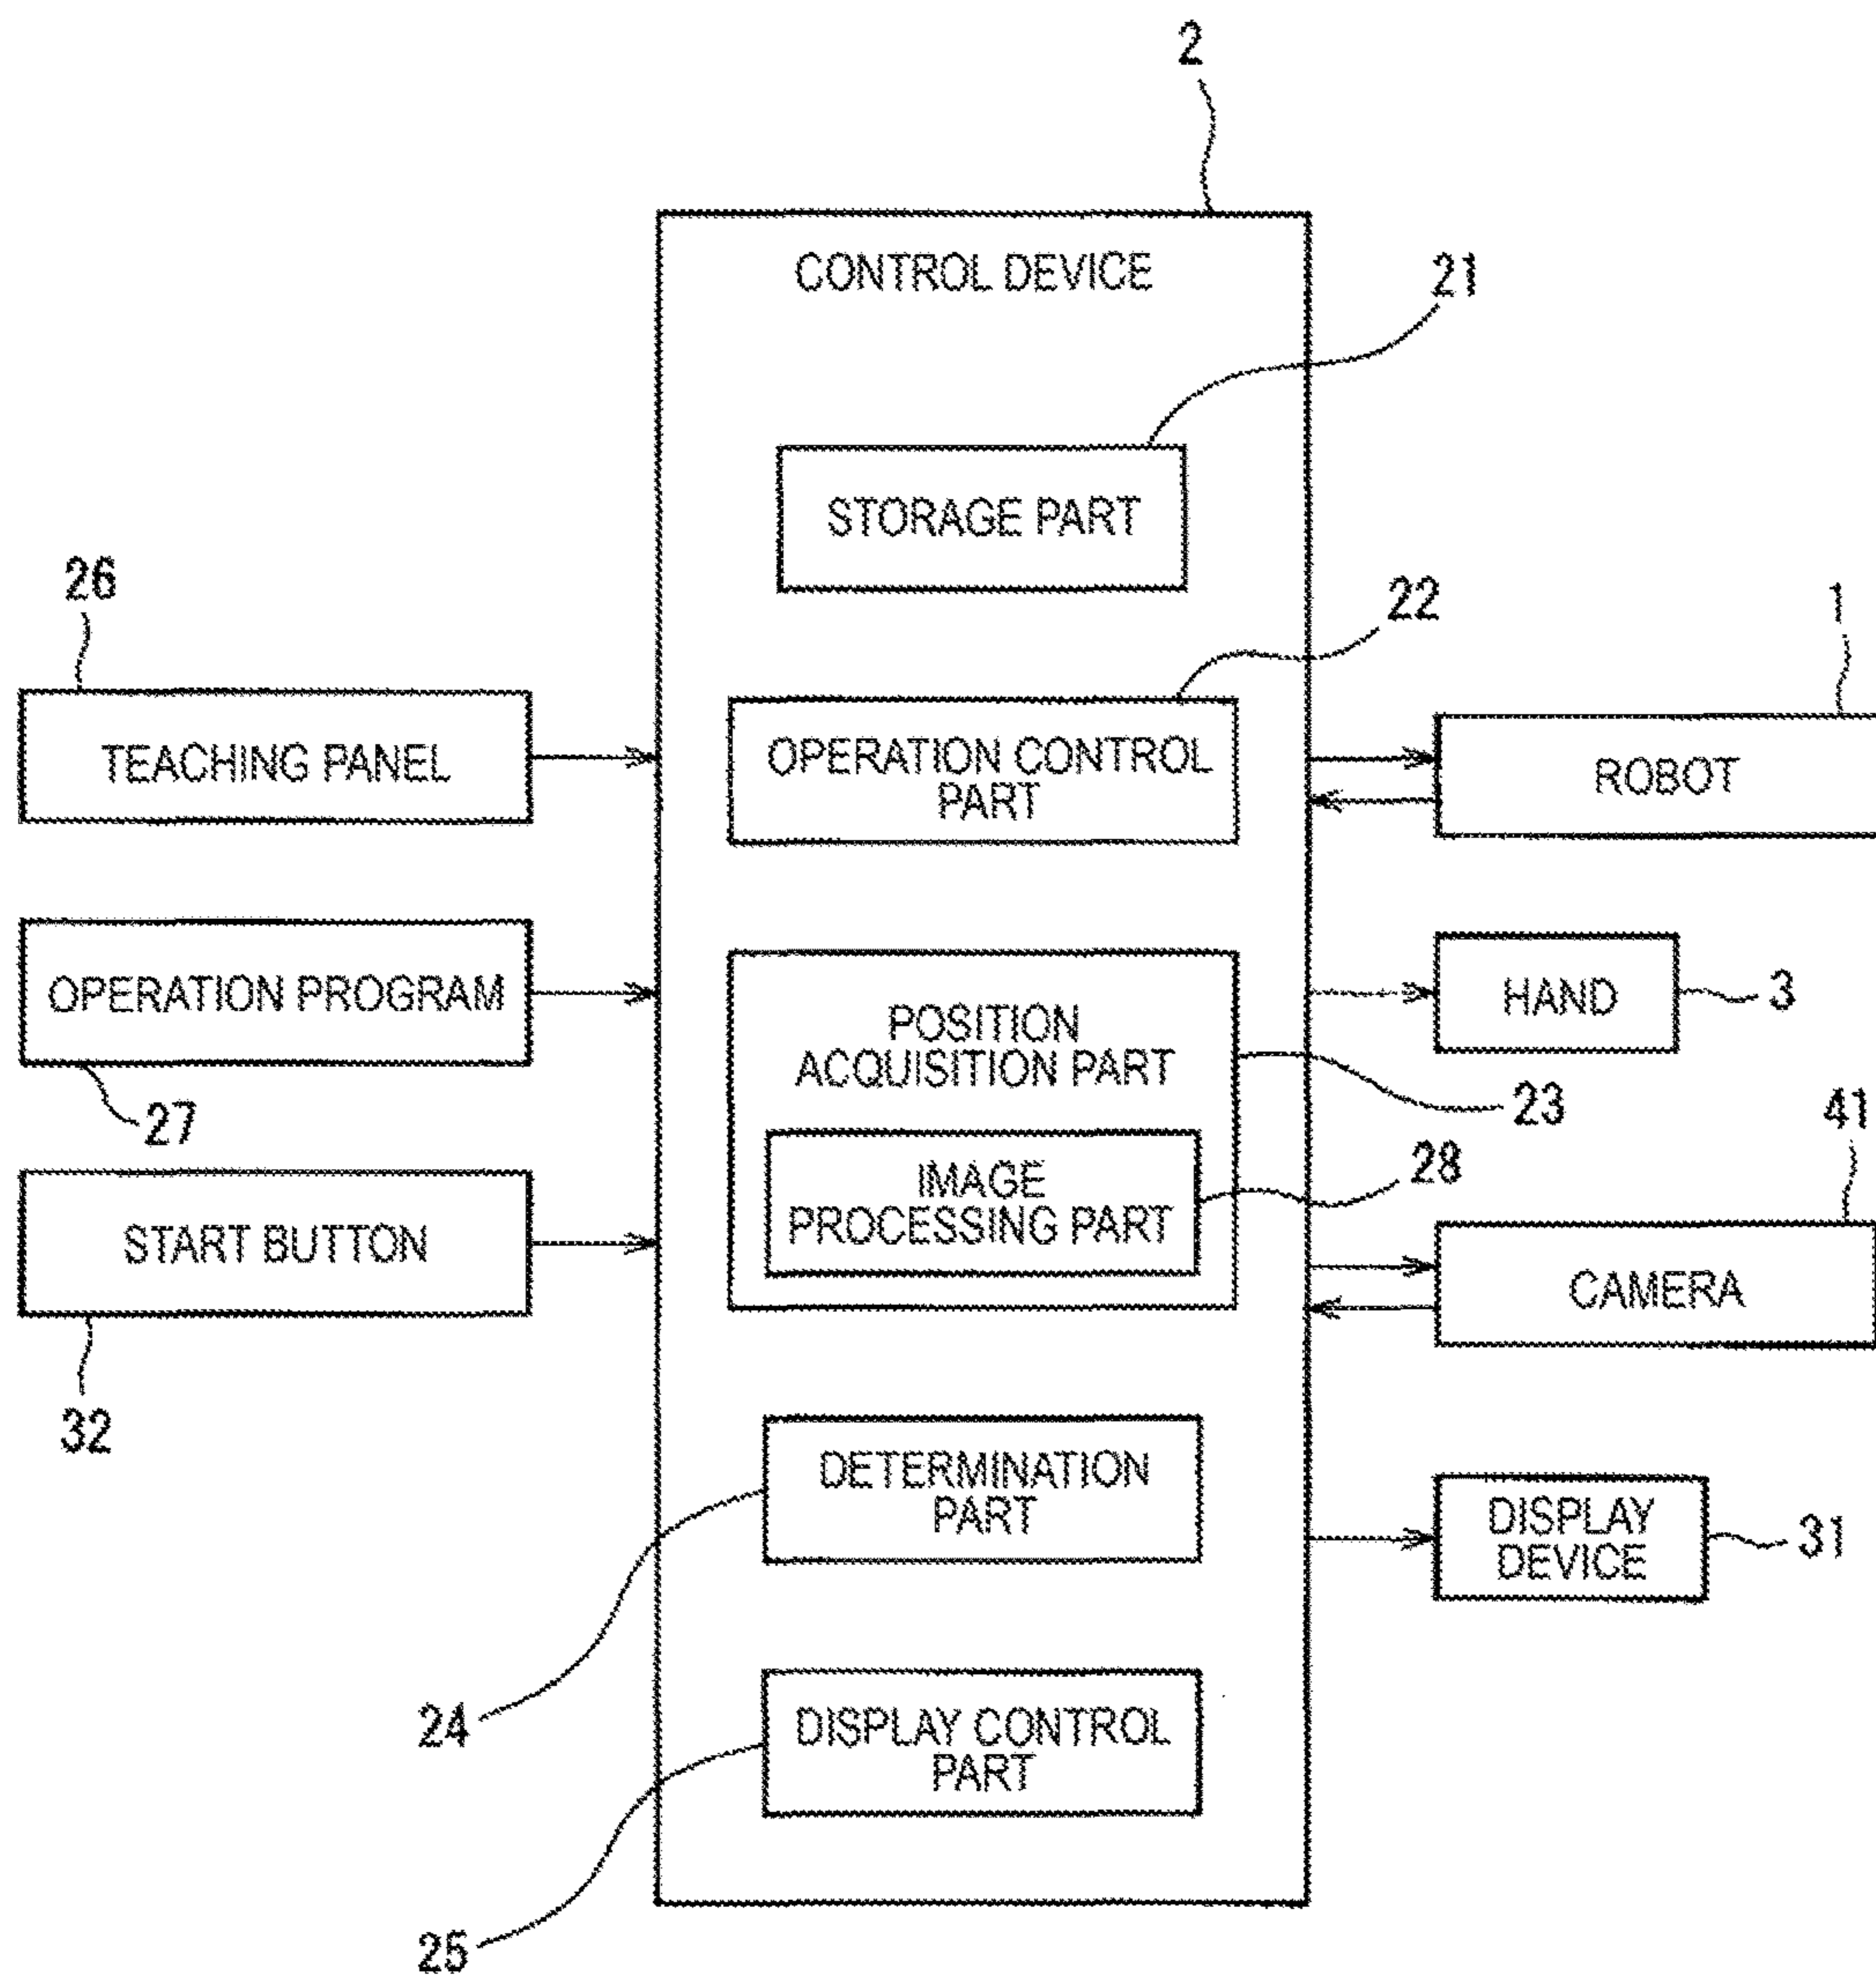 2
CONTROL DEVICE
21
STORAGE PART
26
TEACHING PANEL
22
OPERATION CONTROL
PART
1
ROBOT
OPERATION PROGRAM
27
POSITION
ACQUISITION PART
23
HAND
3
IMAGE
PROCESSING PART
28
41
CAMERA
START BUTTON
32
DETERMINATION
PART
24
DISPLAY
DEVICE
31
DISPLAY CONTROL
PART
25